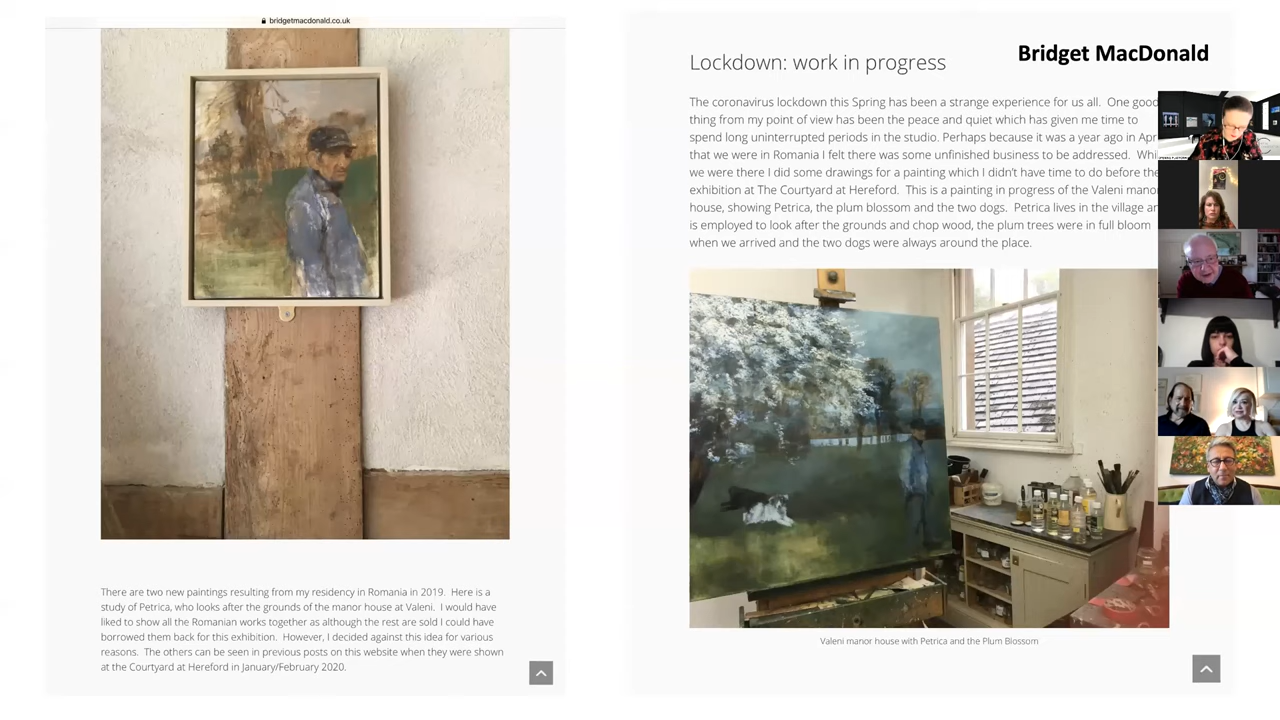 bridgetmacdonald.co.uk
There are two new paintings resulting from my residency in Romania in 2019. Here is a
study of Petrica, who looks after the grounds of the manor house at Valeni. I would have
liked to show all the Romanian works together as although the rest are sold I could have
borrowed them back for this exhibition. However, I decided against this idea for various
reasons. The others can be seen in previous posts on this website when they were shown
at the Courtyard at Hereford in January/February 2020.
Bridget MacDonald
Lockdown: work in progress
The coronavirus lockdown this Spring has been a strange experience for us all. One good
thing from my point of view has been the peace and quiet which has given me time to
spend long uninterrupted periods in the studio. Perhaps because it was a year ago in Apr
that we were in Romania I felt there was some unfinished business to be addressed. Whi
we were there I did some drawings for a painting which I didn't have time to do before the
exhibition at The Courtyard at Hereford. This is a painting in progress of the Valeni manor
house, showing Petrica, the plum blossom and the two dogs. Petrica lives in the village an
is employed to look after the grounds and chop wood, the plum trees were in full bloom
when we arrived and the two dogs were always around the place.
Valeni manor house with Petrica and the Plum Blossom